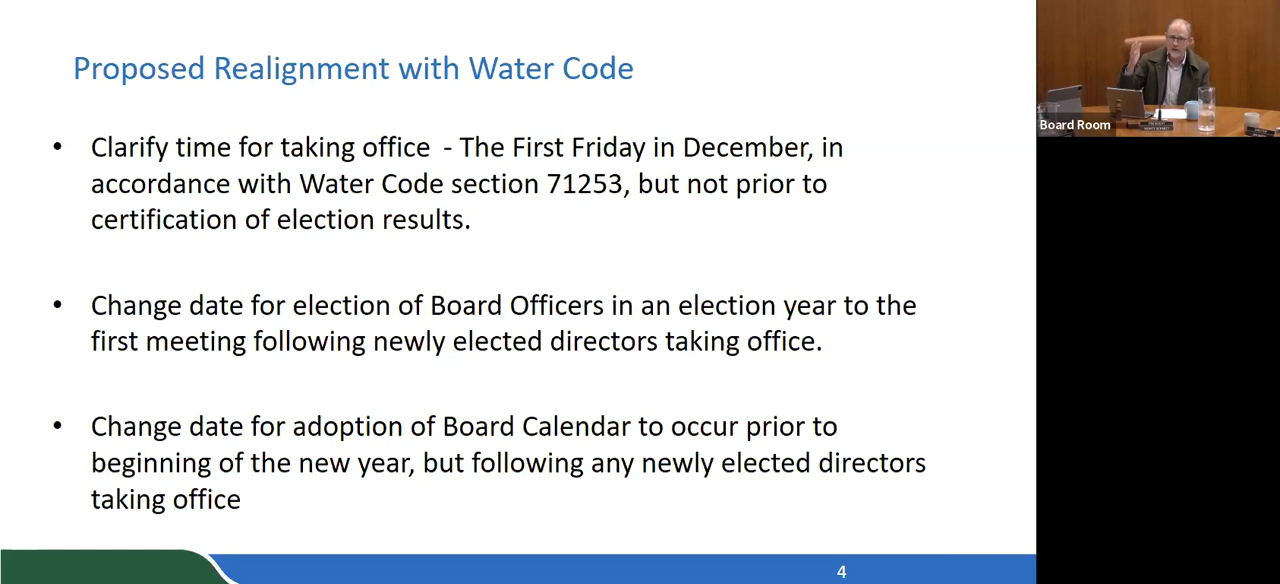 Proposed Realignment with Water Code
• Clarify time for taking office - The First Friday in December, in
accordance with Water Code section 71253, but not prior to
certification of election results.
• Change date for election of Board Officers in an election year to the
first meeting following newly elected directors taking office.
• Change date for adoption of Board Calendar to occur prior to
beginning of the new year, but following any newly elected directors
taking office
4
Board Room